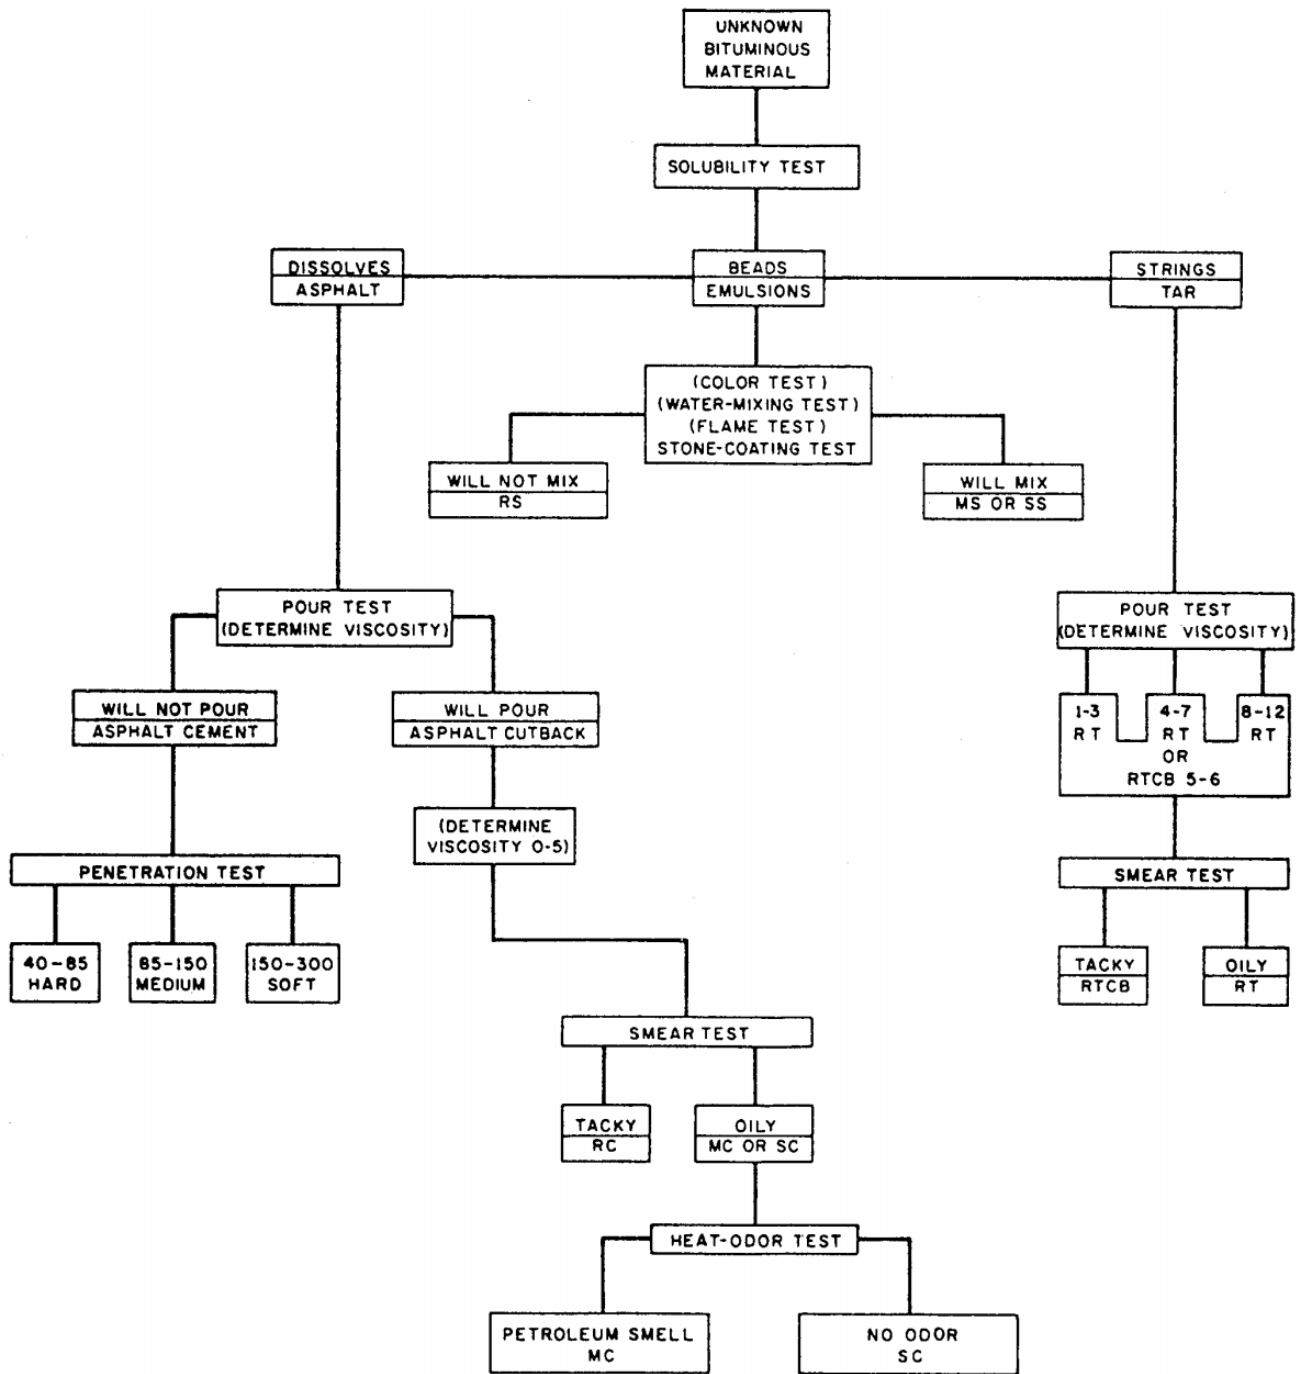 UNKNOWN
BITUMINOUS
MATERIAL
SOLUBILITY TEST
DISSOLVES
ASPHALT
BEADS
EMULSIONS
STRINGS
TAR
(COLOR TEST)
(WATER-MIXING TEST)
(FLAME TEST)
STONE-COATING TEST
WILL NOT MIX
RS
WILL MIX
MS OR SS
POUR TEST
(DETERMINE VISCOSITY)
POUR TEST
(DETERMINE VISCOSITY)
WILL NOT POUR
ASPHALT CEMENT
WILL POUR
ASPHALT CUTBACK
1-3
RT
4-7
RT
8-12
RT
OR
RTCB 5-6
(DETERMINE
VISCOSITY 0-5)
PENETRATION TEST
SMEAR TEST
40-85
HARD
85-150
MEDIUM
150-300
SOFT
TACKY
RTCB
OILY
RT
SMEAR TEST
TACKY
RC
OILY
MC OR SC
HEAT-ODOR TEST
PETROLEUM SMELL
MC
NO ODOR
SC